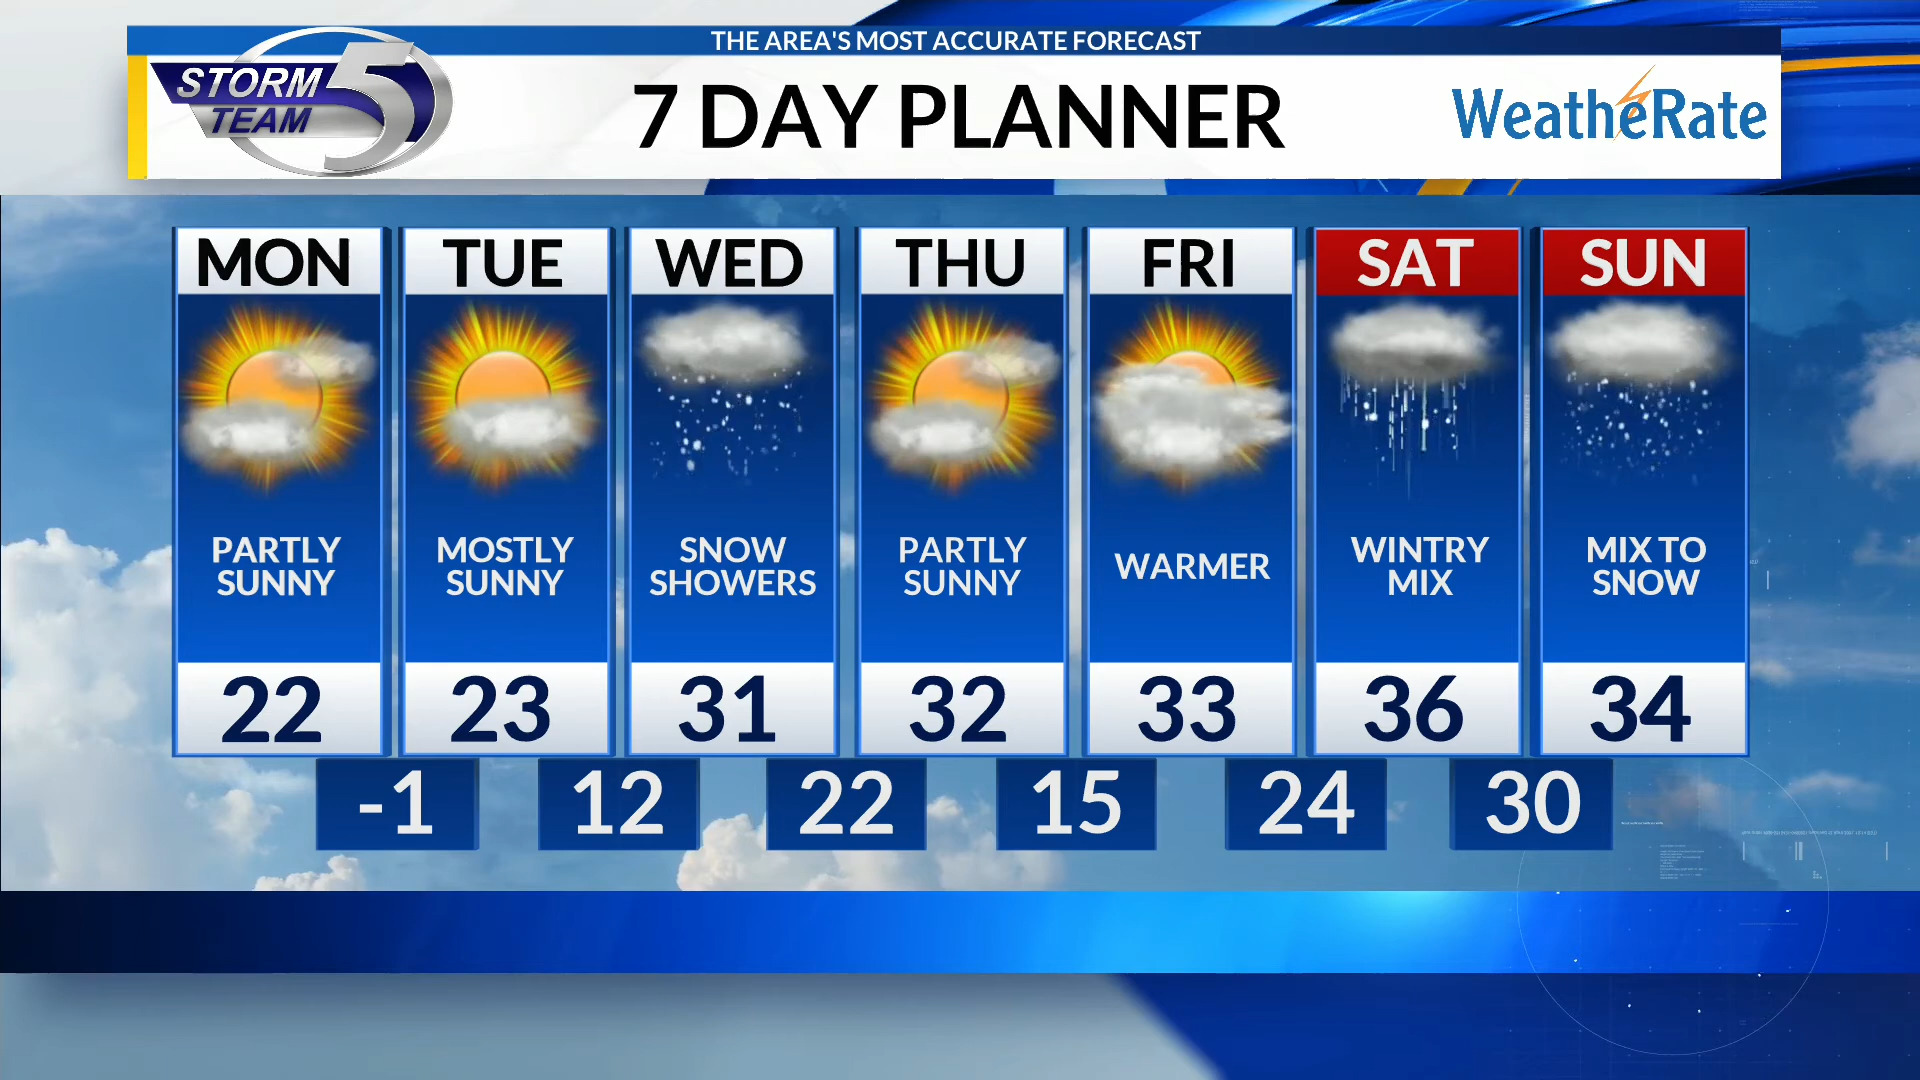 THE AREA'S MOST ACCURATE FORECAST
STORM TEAM 5
7 DAY PLANNER
WeatheRate
MON TUE WED THU FRI SAT SUN
PARTLY SUNNY
MOSTLY SUNNY
SNOW SHOWERS
PARTLY SUNNY
WARMER
WINTRY MIX
MIX TO SNOW
22 23 31 32 33 36 34
-1 12 22 15 24 30